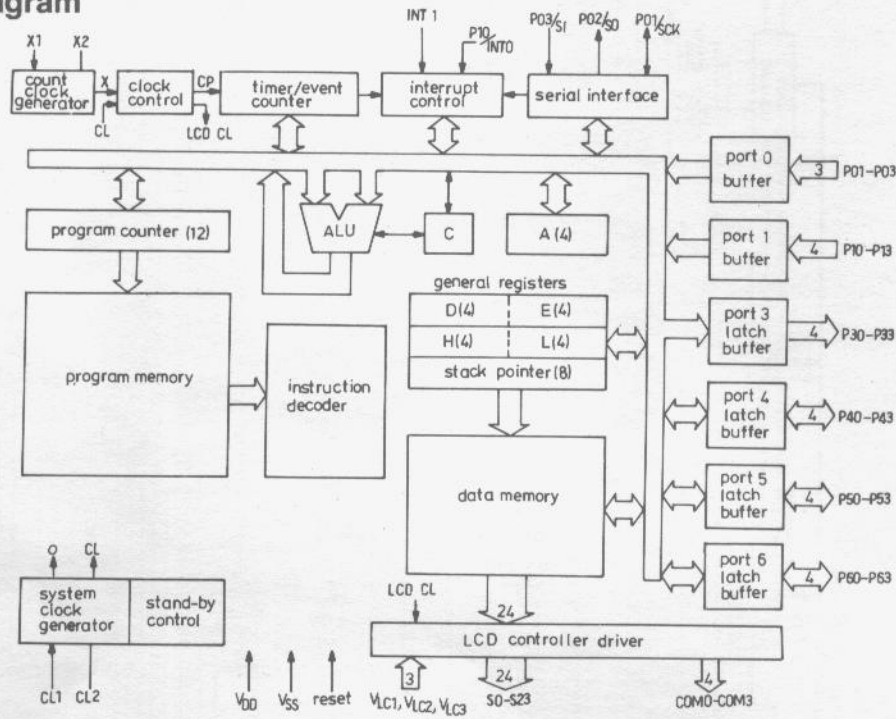 gram
INT 1
P10/INT0
P03/SI
P02/SO
P01/SCK
X1
X2
count clock generator
X
CL
clock control
CP
LCD CL
timer/event counter
interrupt control
serial interface
port 0 buffer
3
P01-P03
program counter (12)
ALU
C
A(4)
port 1 buffer
4
P10-P13
general registers
D(4)
E(4)
H(4)
L(4)
stack pointer(8)
port 3 latch buffer
4
P30-P33
program memory
instruction decoder
port 4 latch buffer
4
P40-P43
data memory
port 5 latch buffer
4
P50-P53
port 6 latch buffer
4
P60-P63
CL
system clock generator
stand-by control
CL1
CL2
VDD
VSS
reset
LCD CL
24
LCD controller driver
3
VLC1, VLC2, VLC3
24
S0-S23
4
COM0-COM3